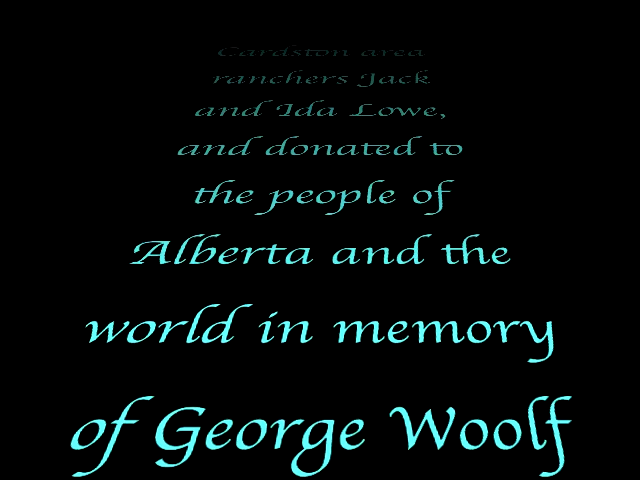 Cardston area
ranchers Jack
and Ida Lowe,
and donated to
the people of
Alberta and the
world in memory
of George Woolf